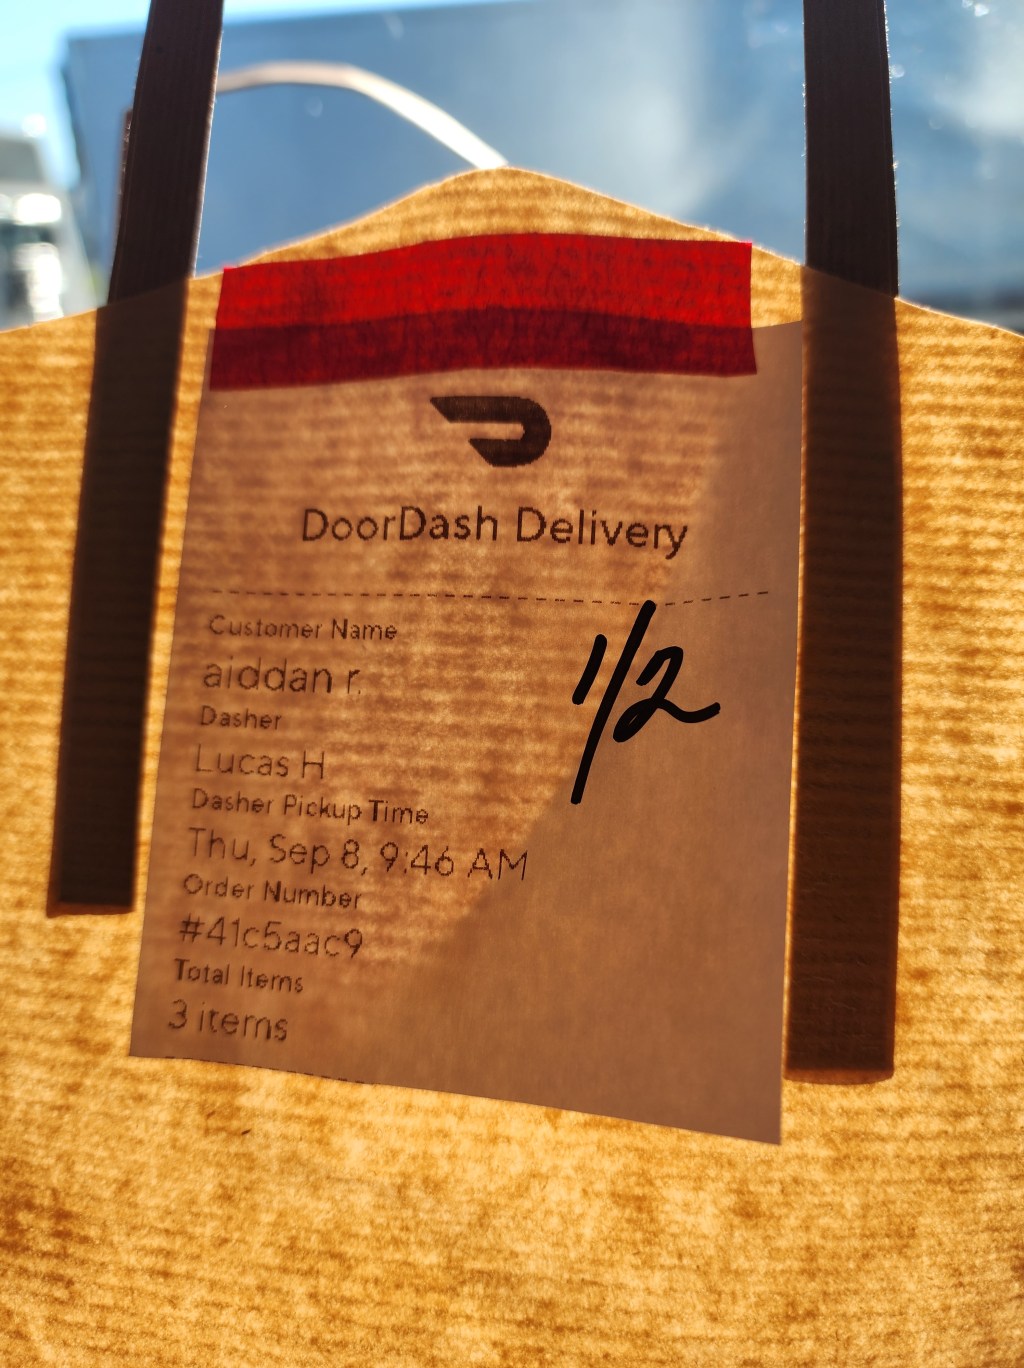 DoorDash Delivery
Customer Name
aiddan r.
1/2
Dasher
Lucas H
Dasher Pickup Time
Thu, Sep 8, 9:46 AM
Order Number
#41c5aac9
Total Items
3 items